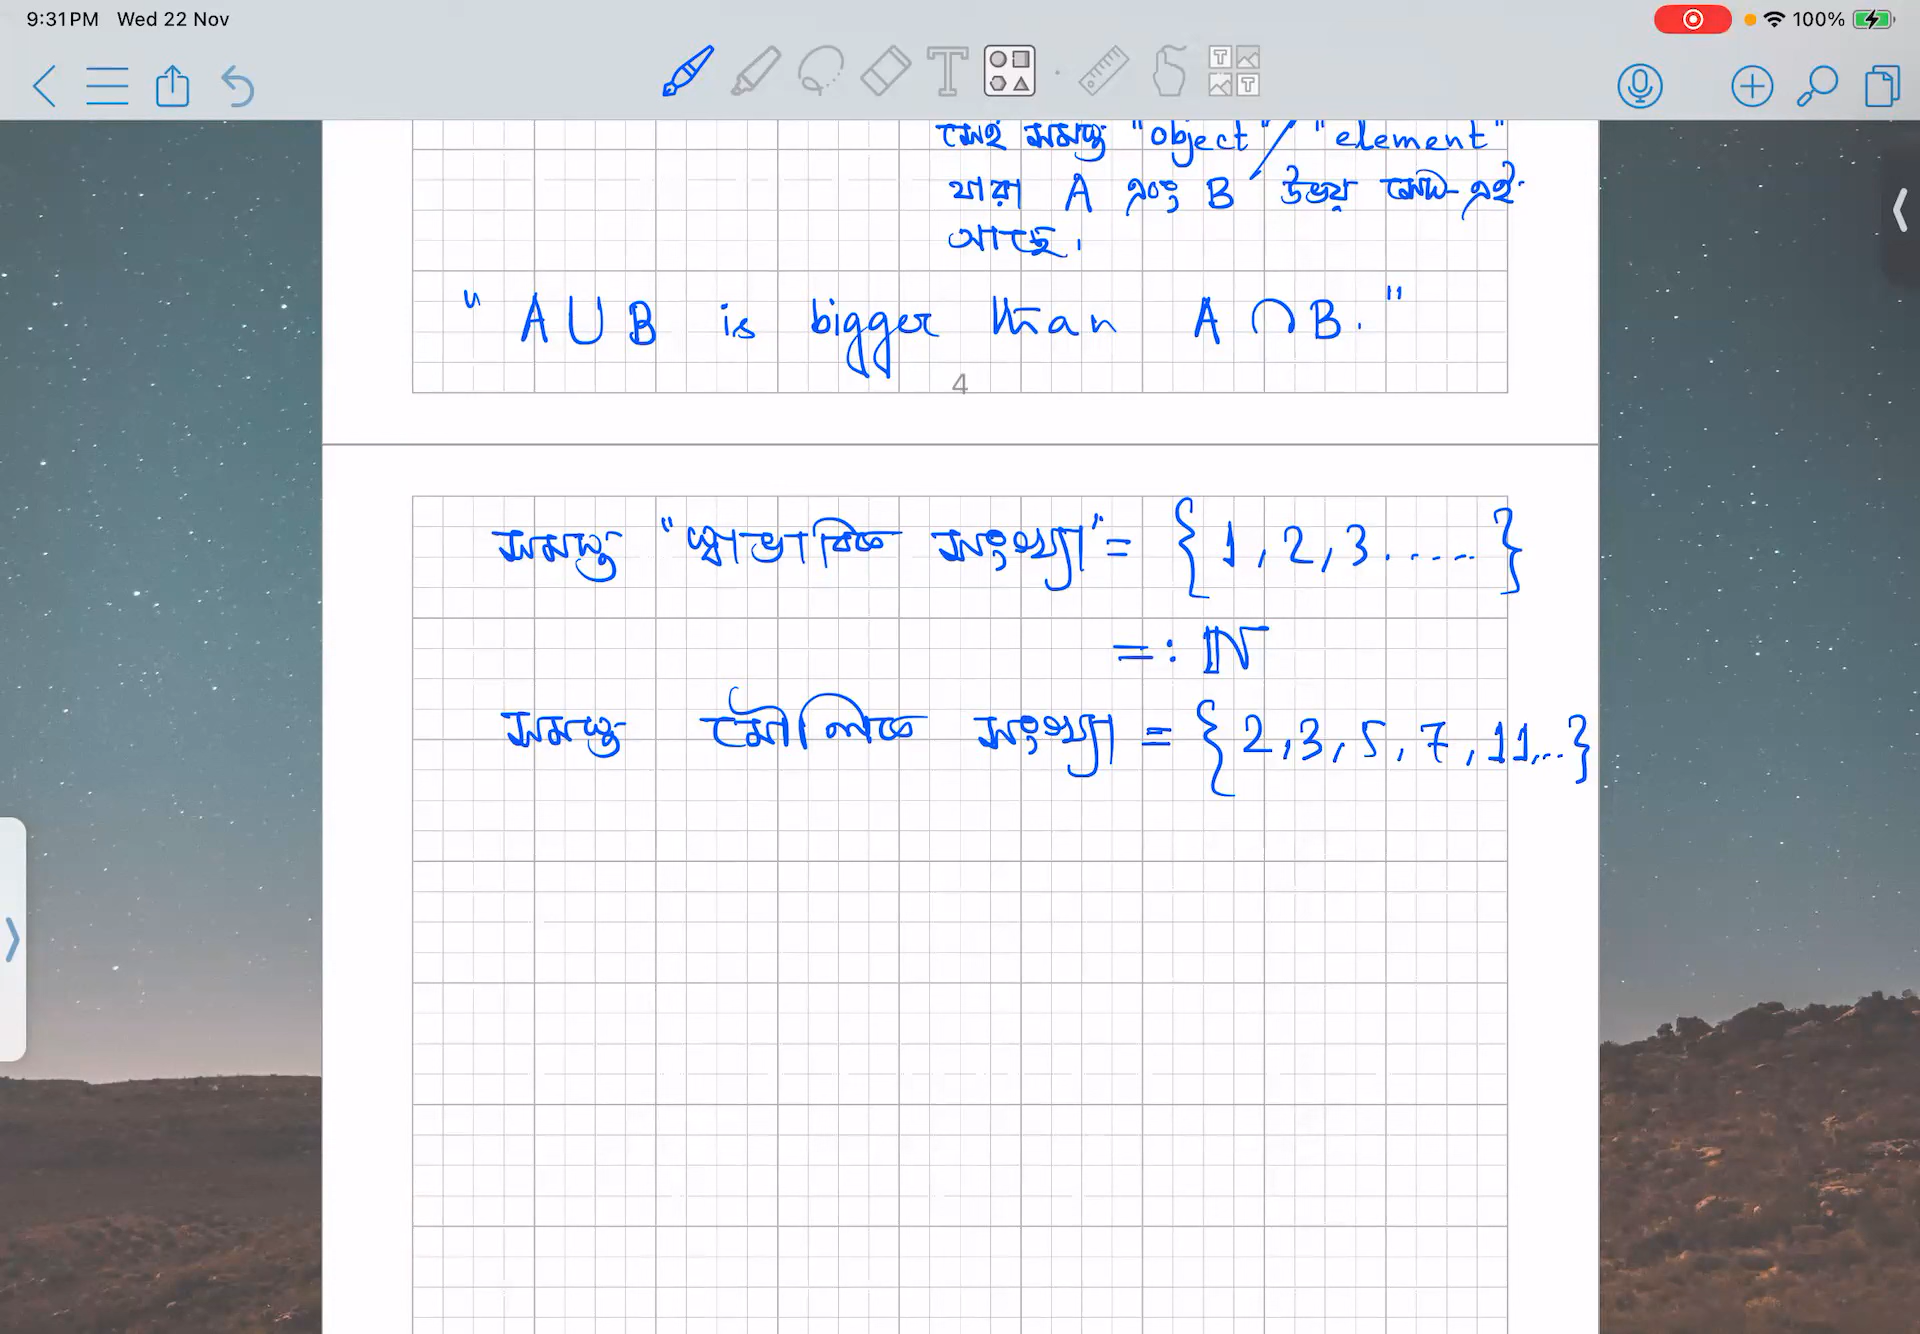 9:31 PM Wed 22 Nov 100%
সেই সমস্ত "object" / "element"
যারা A এবং B উভয় সেট-এই
আছে।
" A ∪ B is bigger than A ∩ B. "
4
সমস্ত "স্বাভাবিক সংখ্যা" = { 1, 2, 3 ..... }
=: ℕ
সমস্ত মৌলিক সংখ্যা = { 2, 3, 5, 7, 11... }